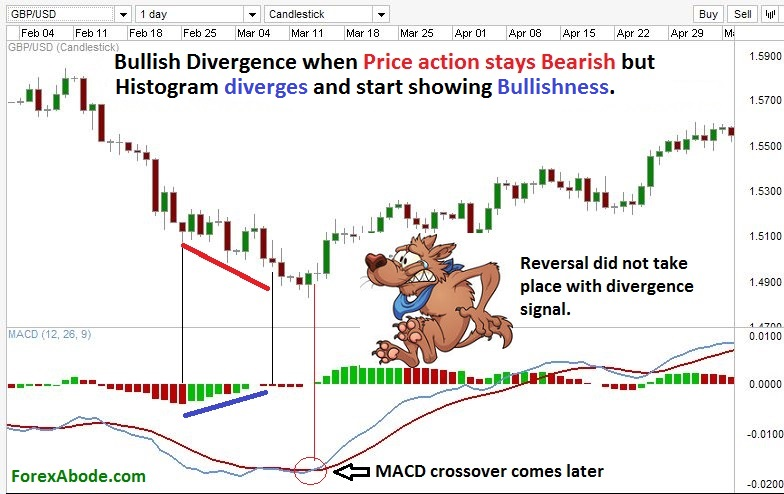 GBP/USD 1 day Candlestick Buy Sell
Feb 04 Feb 11 Feb 18 Feb 25 Mar 04 Mar 11 Mar 18 Mar 25 Apr 01 Apr 08 Apr 15 Apr 22 Apr 29 Ma
GBP/USD (Candlestick)
Bullish Divergence when Price action stays Bearish but
Histogram diverges and start showing Bullishness.
1.5900
1.5700
1.5500
1.5300
1.5100
1.4900
1.4700
Reversal did not take
place with divergence
signal.
MACD (12, 26, 9)
0.0100
0.0000
-0.0100
-0.0200
MACD crossover comes later
ForexAbode.com